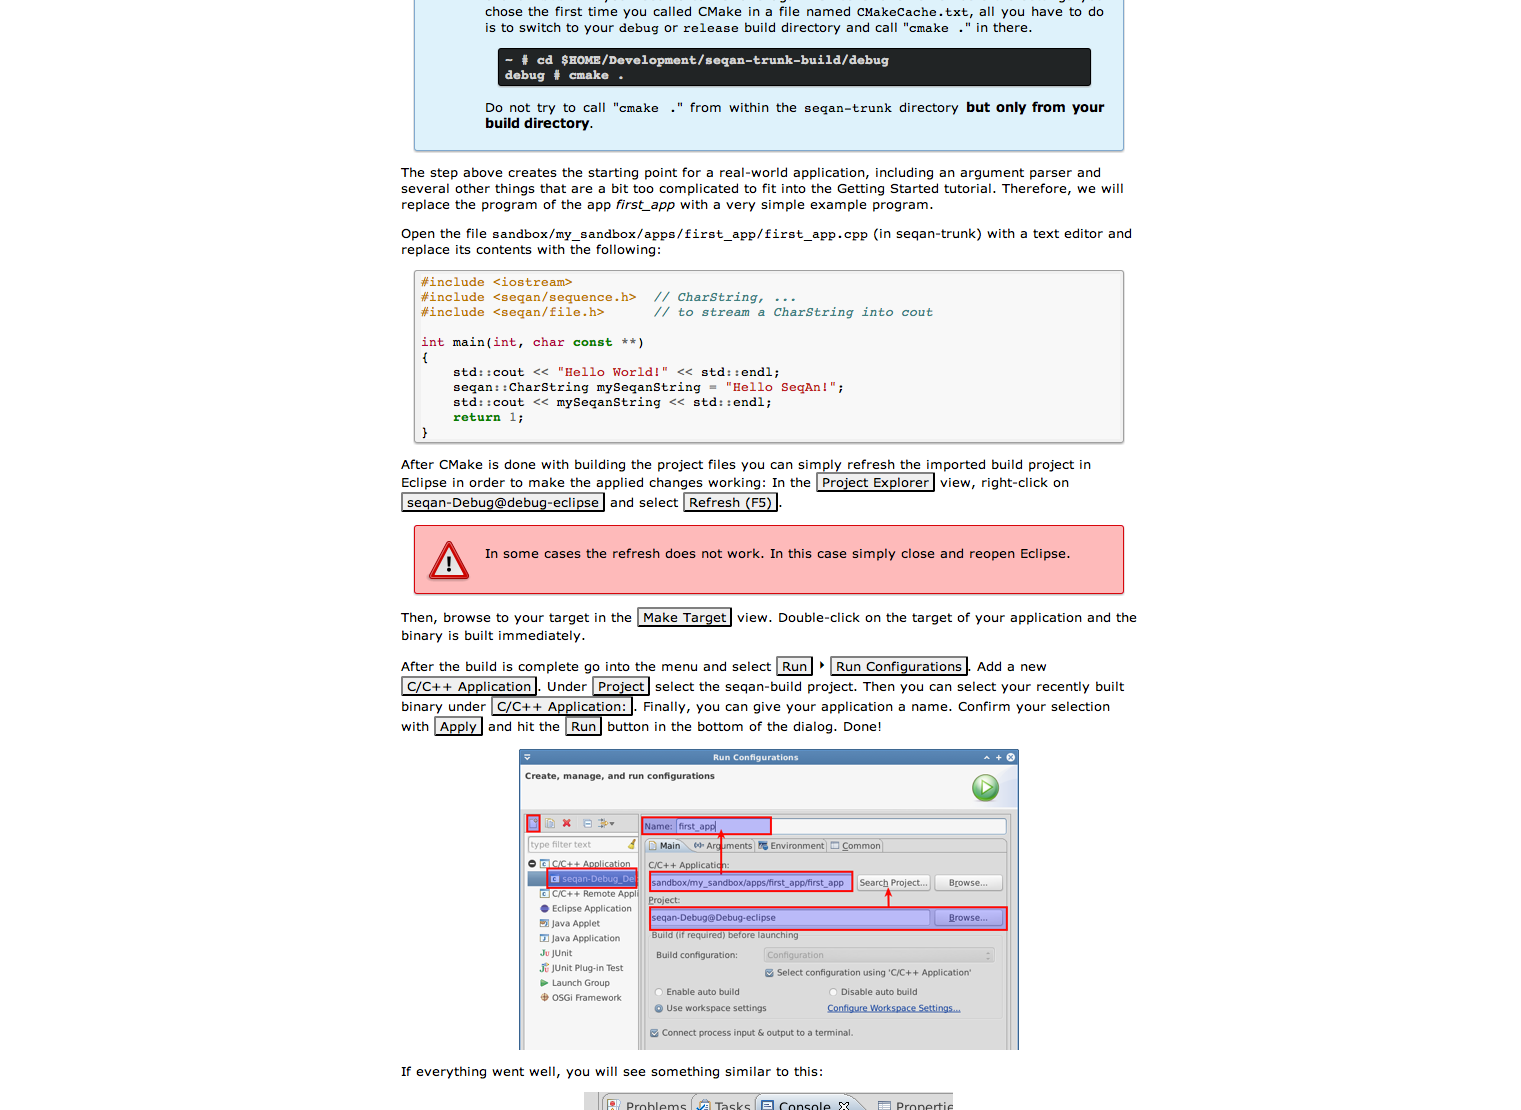 chose the first time you called CMake in a file named CMakeCache.txt, all you have to do
is to switch to your debug or release build directory and call "cmake ." in there.
~ # cd $HOME/Development/seqan-trunk-build/debug
debug # cmake .
Do not try to call "cmake ." from within the seqan-trunk directory but only from your
build directory.
The step above creates the starting point for a real-world application, including an argument parser and
several other things that are a bit too complicated to fit into the Getting Started tutorial. Therefore, we will
replace the program of the app first_app with a very simple example program.
Open the file sandbox/my_sandbox/apps/first_app/first_app.cpp (in seqan-trunk) with a text editor and
replace its contents with the following:
#include <iostream>
#include <seqan/sequence.h>  // CharString, ...
#include <seqan/file.h>      // to stream a CharString into cout
int main(int, char const **)
{
    std::cout << "Hello World!" << std::endl;
    seqan::CharString mySeqanString = "Hello SeqAn!";
    std::cout << mySeqanString << std::endl;
    return 1;
}
After CMake is done with building the project files you can simply refresh the imported build project in
Eclipse in order to make the applied changes working: In the Project Explorer view, right-click on
seqan-Debug@debug-eclipse and select Refresh (F5).
In some cases the refresh does not work. In this case simply close and reopen Eclipse.
Then, browse to your target in the Make Target view. Double-click on the target of your application and the
binary is built immediately.
After the build is complete go into the menu and select Run ‣ Run Configurations. Add a new
C/C++ Application. Under Project select the seqan-build project. Then you can select your recently built
binary under C/C++ Application:. Finally, you can give your application a name. Confirm your selection
with Apply and hit the Run button in the bottom of the dialog. Done!
Run Configurations
Create, manage, and run configurations
Name: first_app
type filter text
Main Arguments Environment Common
C/C++ Application
C/C++ Application:
seqan-Debug_De
sandbox/my_sandbox/apps/first_app/first_app Search Project... Browse...
C/C++ Remote Appli
Project:
Eclipse Application
seqan-Debug@Debug-eclipse Browse...
Java Applet
Build (if required) before launching
Java Application
JUnit
Build configuration: Configuration
JUnit Plug-in Test
Select configuration using 'C/C++ Application'
Launch Group
Enable auto build Disable auto build
OSGi Framework
Use workspace settings Configure Workspace Settings...
Connect process input & output to a terminal.
If everything went well, you will see something similar to this:
Problems Tasks Console Propertie